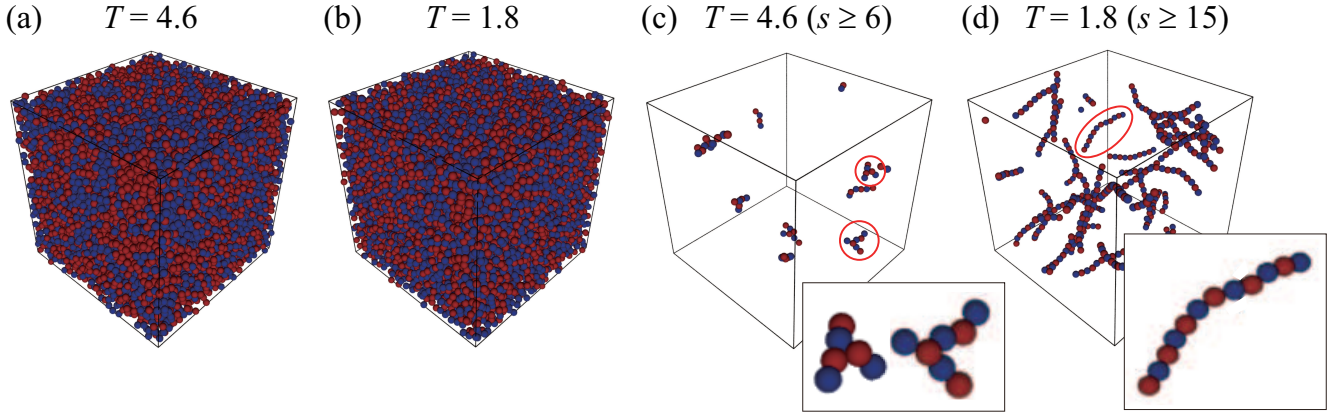 (a) T = 4.6
(b) T = 1.8
(c) T = 4.6 (s ≥ 6)
(d) T = 1.8 (s ≥ 15)